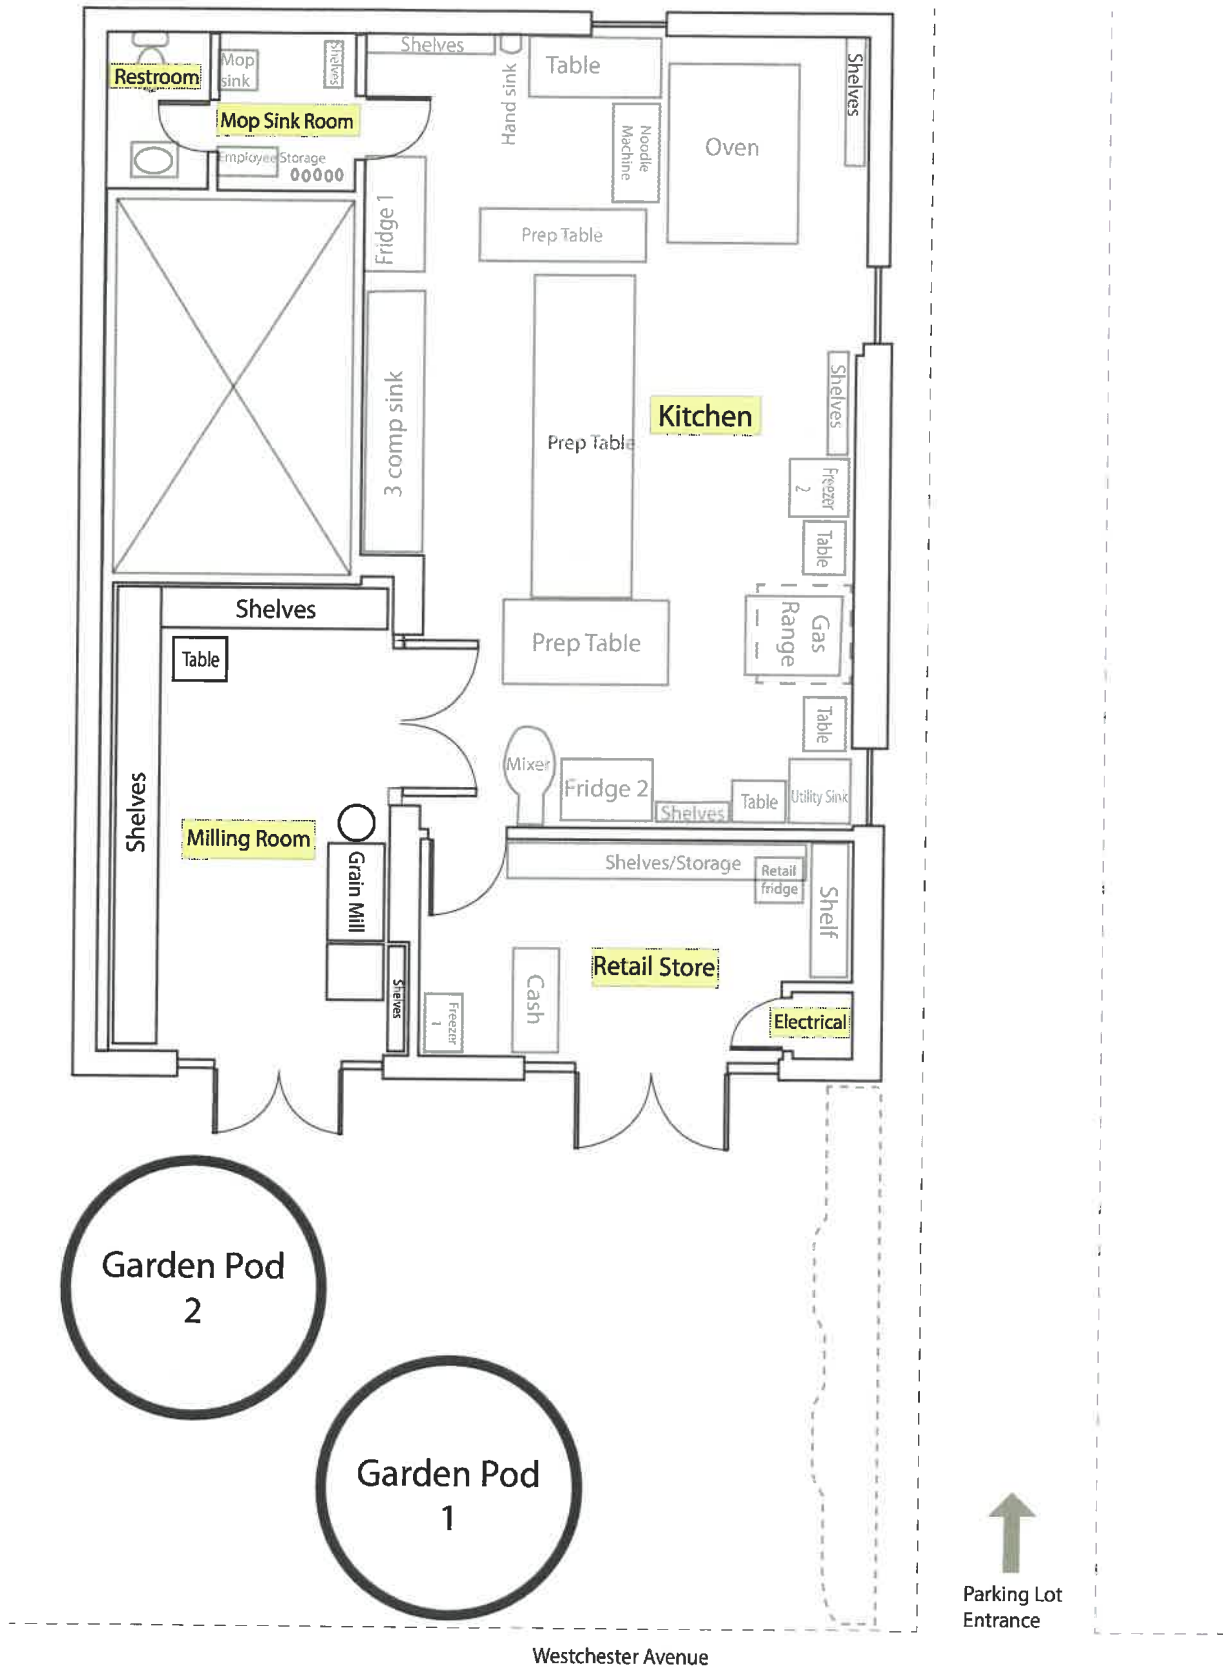 Restroom
Mop
sink
Shelves
Mop Sink Room
Employee Storage
Shelves
Hand sink
Table
Noodle
Machine
Oven
Shelves
Fridge 1
Prep Table
3 comp sink
Prep Table
Kitchen
Shelves
Freezer
2
Table
Gas
Range
Prep Table
Table
Mixer
Fridge 2
Shelves
Table
Utility Sink
Shelves
Table
Shelves
Milling Room
Grain Mill
Shelves
Shelves/Storage
Retail
fridge
Shelf
Retail Store
Cash
Freezer
1
Electrical
Garden Pod
2
Garden Pod
1
Parking Lot
Entrance
Westchester Avenue